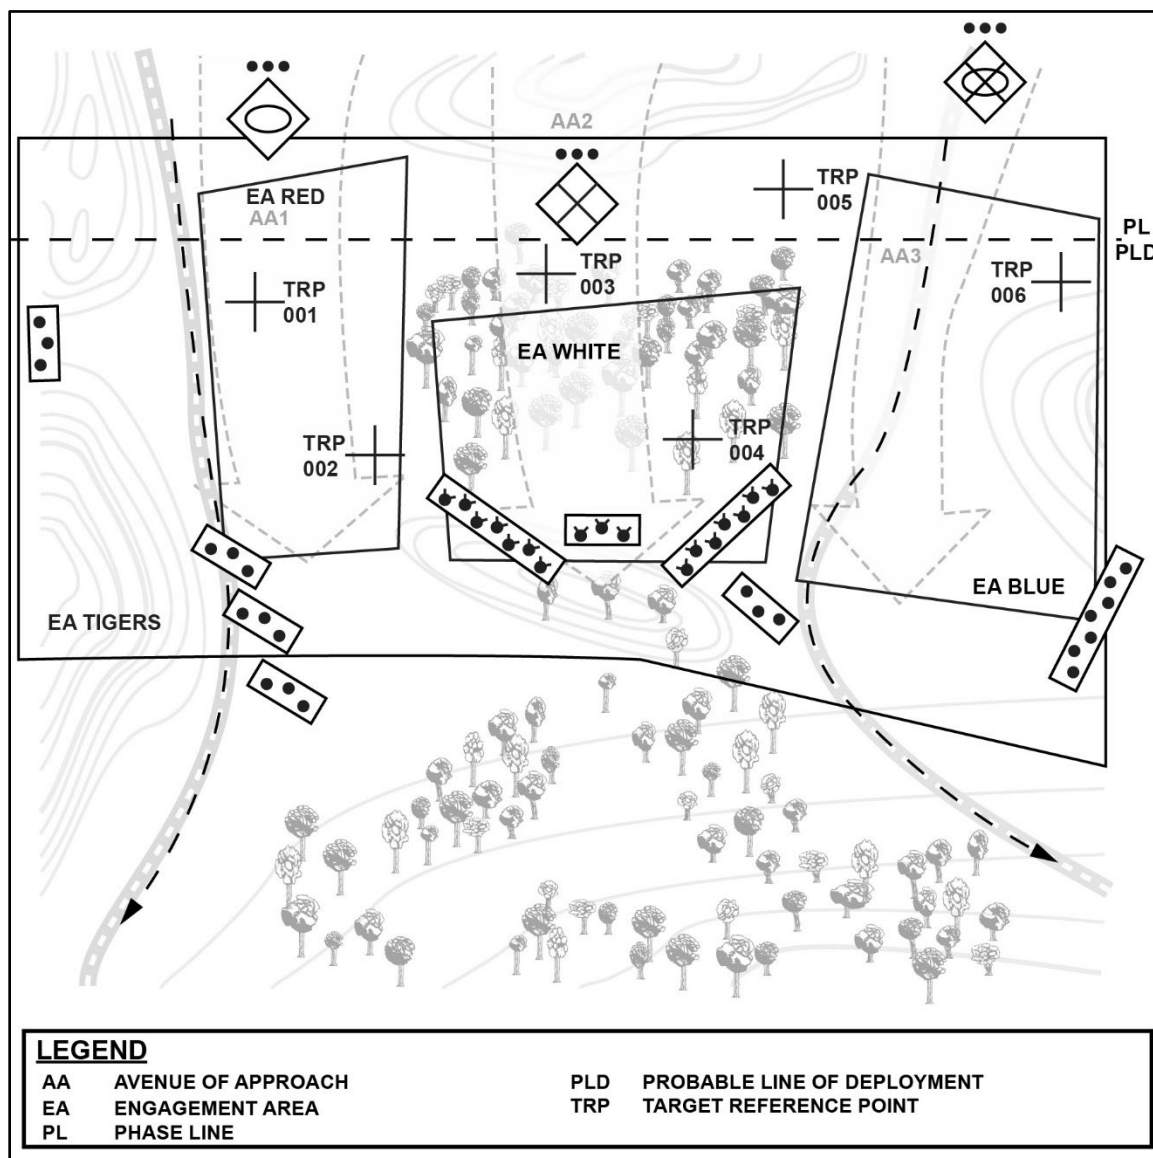 AA2
EA RED
AA1
TRP
005
PL
PLD
TRP
003
AA3
TRP
006
TRP
001
EA WHITE
TRP
002
TRP
004
EA TIGERS
EA BLUE
LEGEND
AA AVENUE OF APPROACH
EA ENGAGEMENT AREA
PL PHASE LINE
PLD PROBABLE LINE OF DEPLOYMENT
TRP TARGET REFERENCE POINT